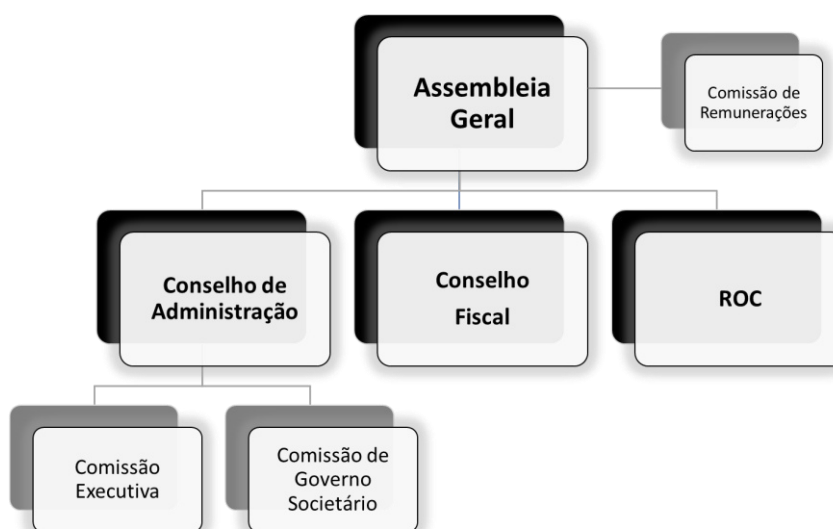 Assembleia
Geral
Comissão de
Remunerações
Conselho de
Administração
Conselho
Fiscal
ROC
Comissão
Executiva
Comissão de
Governo
Societário